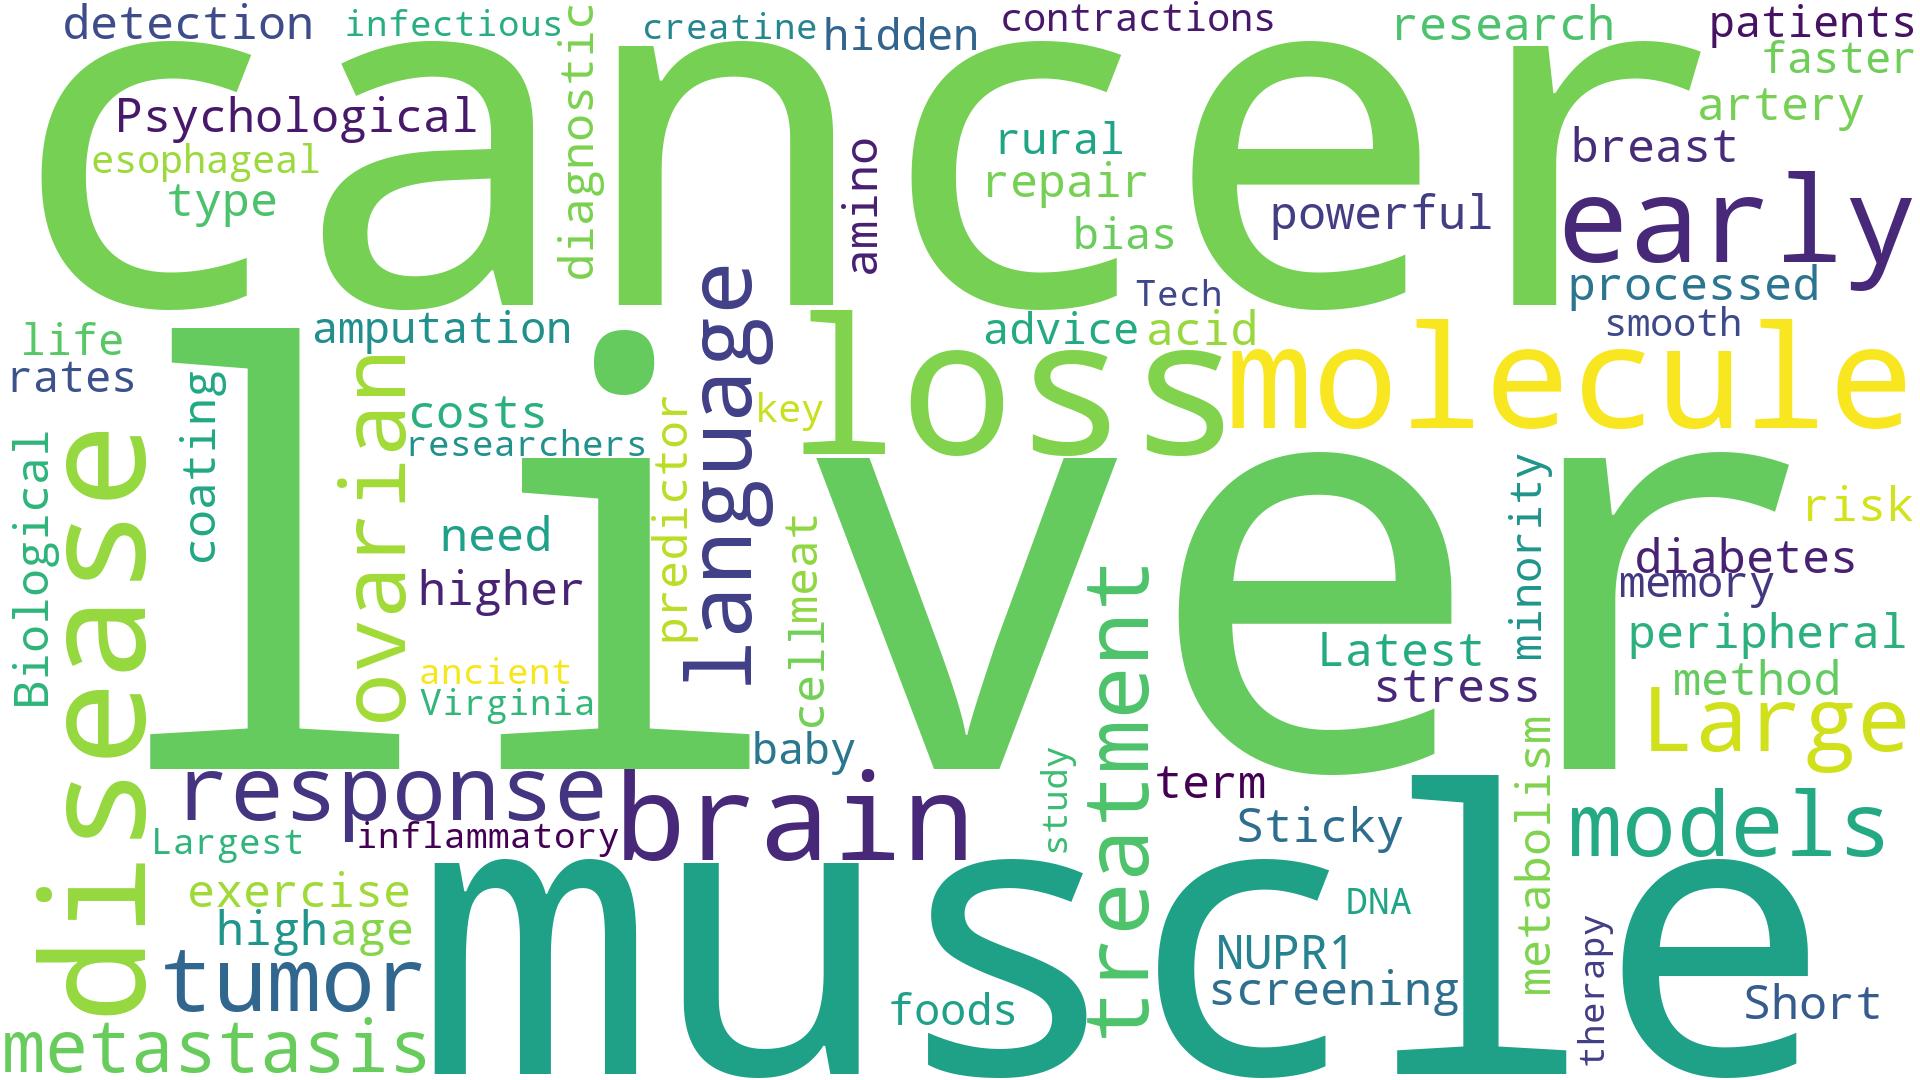 detection
infectious
diagnostic
creatine
hidden
contractions
research
patients
faster
cancer
artery
Psychological
esophageal
type
amino
rural
repair
bias
powerful
breast
early
processed
Tech
smooth
life
rates
amputation
language
loss
advice
acid
molecule
coating
ovarian
costs
researchers
predictor
key
Biological
disease
liver
need
higher
cell
meat
minority
risk
diabetes
memory
ancient
Virginia
treatment
Latest
stress
peripheral
method
Large
baby
response
brain
study
term
metabolism
Largest
inflammatory
Sticky
models
exercise
high
age
muscle
DNA
tumor
NUPR1
screening
therapy
foods
Short
metastasis